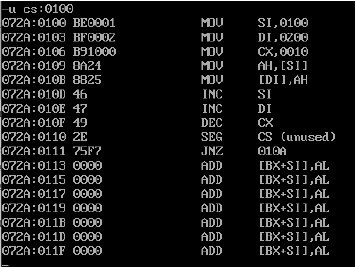 -u cs:0100
072A:0100 BE0001 MOV SI,0100
072A:0103 BF0002 MOV DI,0200
072A:0106 B91000 MOV CX,0010
072A:0109 8A24 MOV AH,[SI]
072A:010B 8825 MOV [DI],AH
072A:010D 46 INC SI
072A:010E 47 INC DI
072A:010F 49 DEC CX
072A:0110 2E SEG CS (unused)
072A:0111 75F7 JNZ 010A
072A:0113 0000 ADD [BX+SI],AL
072A:0115 0000 ADD [BX+SI],AL
072A:0117 0000 ADD [BX+SI],AL
072A:0119 0000 ADD [BX+SI],AL
072A:011B 0000 ADD [BX+SI],AL
072A:011D 0000 ADD [BX+SI],AL
072A:011F 0000 ADD [BX+SI],AL
-